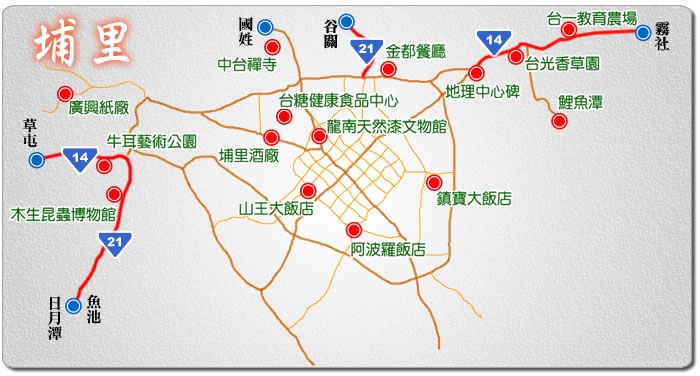 埔里
國姓
谷關
21
14
台一教育農場
霧社
中台禪寺
金都餐廳
台光香草園
地理中心碑
廣興紙廠
台糖健康食品中心
鯉魚潭
草屯
14
牛耳藝術公園
埔里酒廠
龍南天然漆文物館
木生昆蟲博物館
山王大飯店
鎮寶大飯店
21
阿波羅飯店
日月潭
魚池